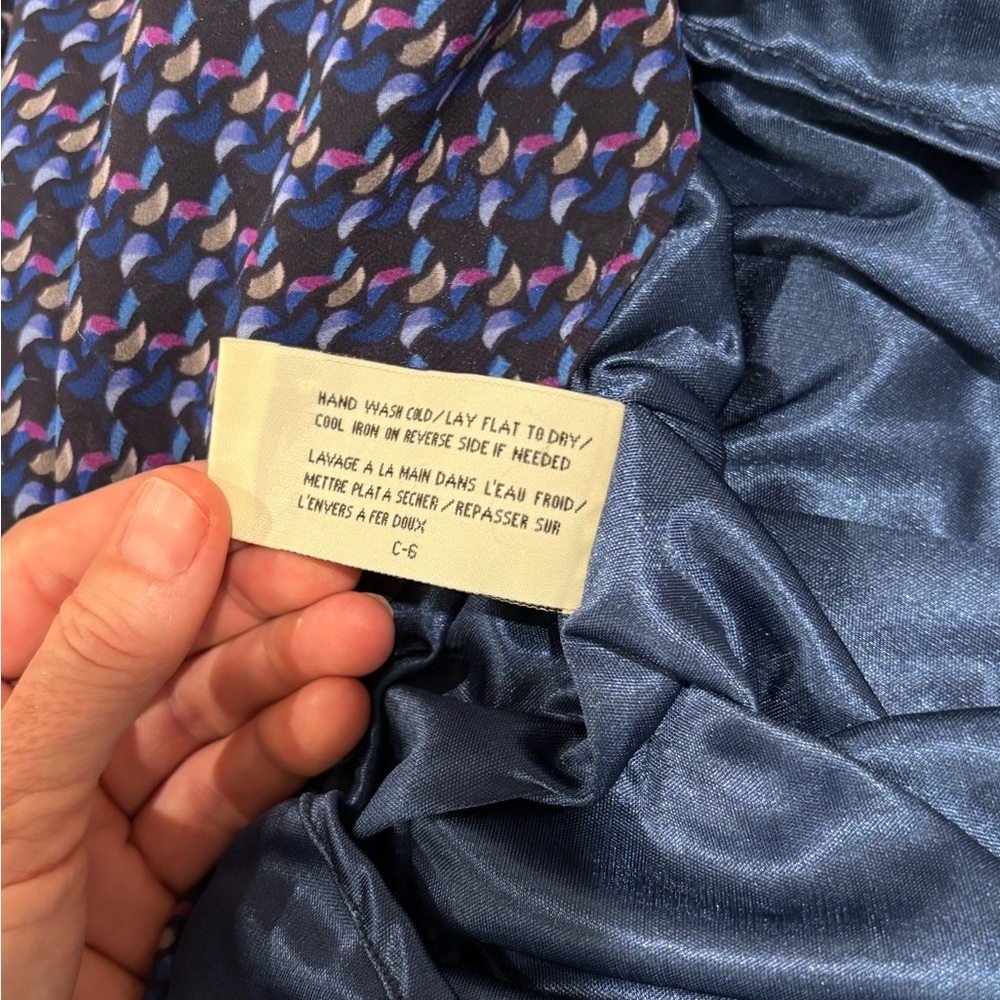 HAND WASH COLD/LAY FLAT TO DRY/
COOL IRON ON REVERSE SIDE IF NEEDED
LAVAGE A LA MAIN DANS L'EAU FROID/
METTRE PLAT A SECHER/REPASSER SUR
L'ENVERS A FER DOUX
C-6